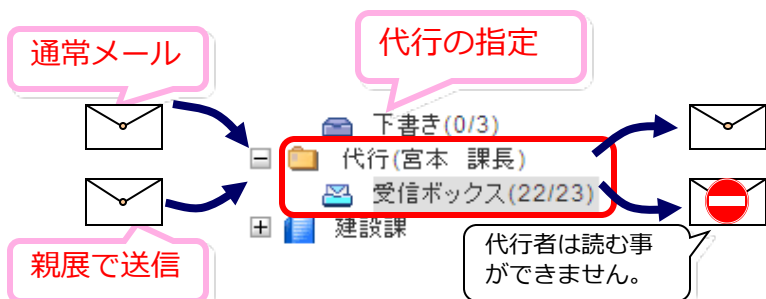 通常メール
代行の指定
下書き(0/3)
代行(宮本 課長)
受信ボックス(22/23)
建設課
親展で送信
代行者は読む事
ができません。